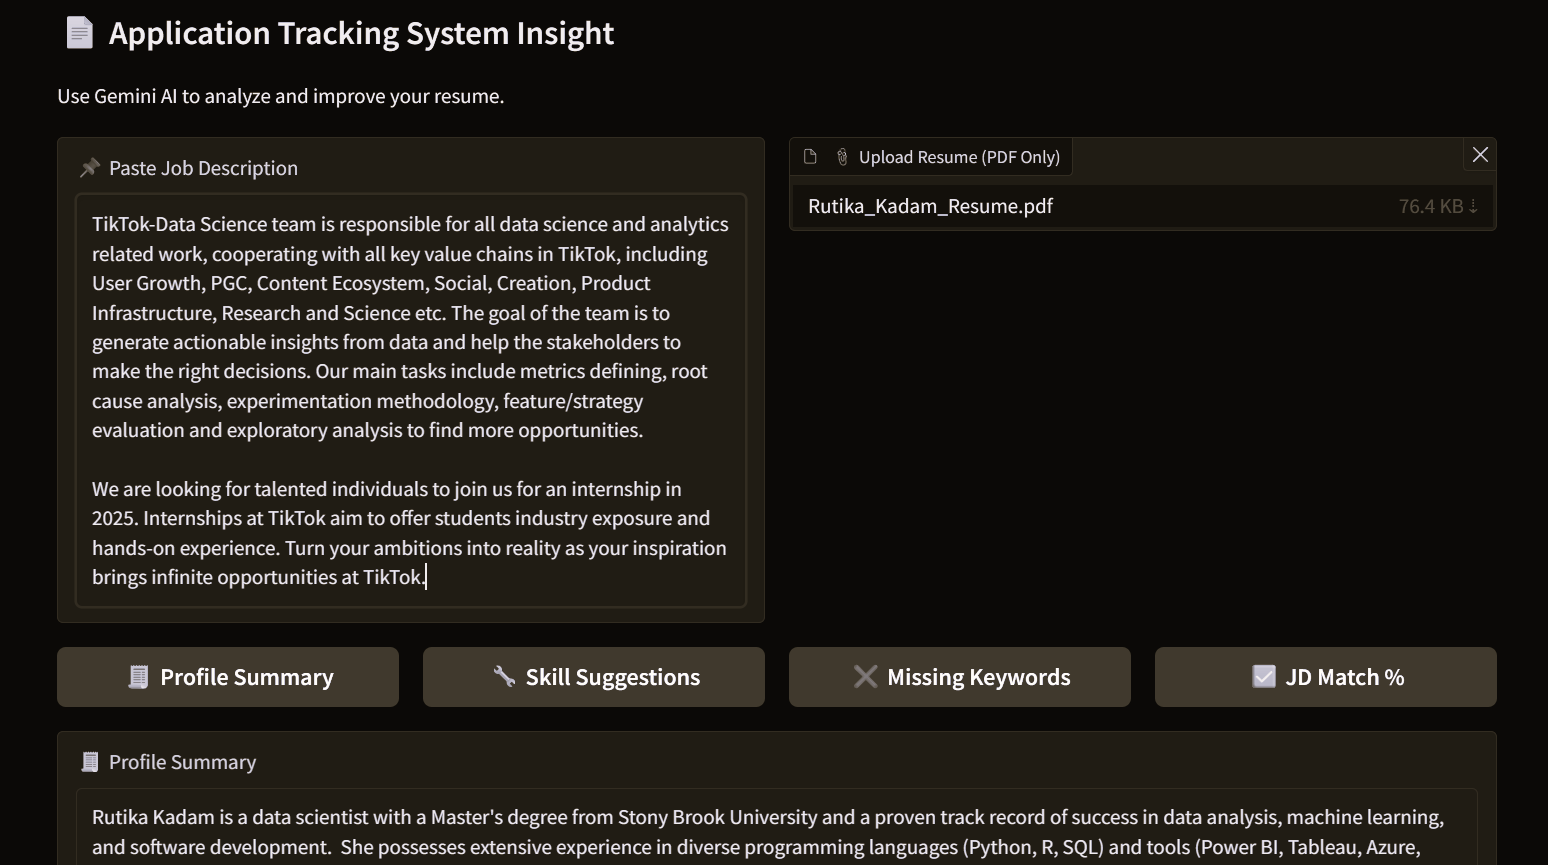 Application Tracking System Insight
Use Gemini AI to analyze and improve your resume.
Paste Job Description
TikTok-Data Science team is responsible for all data science and analytics
related work, cooperating with all key value chains in TikTok, including
User Growth, PGC, Content Ecosystem, Social, Creation, Product
Infrastructure, Research and Science etc. The goal of the team is to
generate actionable insights from data and help the stakeholders to
make the right decisions. Our main tasks include metrics defining, root
cause analysis, experimentation methodology, feature/strategy
evaluation and exploratory analysis to find more opportunities.
We are looking for talented individuals to join us for an internship in
2025. Internships at TikTok aim to offer students industry exposure and
hands-on experience. Turn your ambitions into reality as your inspiration
brings infinite opportunities at TikTok.
Upload Resume (PDF Only)
Rutika_Kadam_Resume.pdf 76.4 KB ⇣
Profile Summary
Skill Suggestions
Missing Keywords
JD Match %
Profile Summary
Rutika Kadam is a data scientist with a Master's degree from Stony Brook University and a proven track record of success in data analysis, machine learning,
and software development. She possesses extensive experience in diverse programming languages (Python, R, SQL) and tools (Power BI, Tableau, Azure,